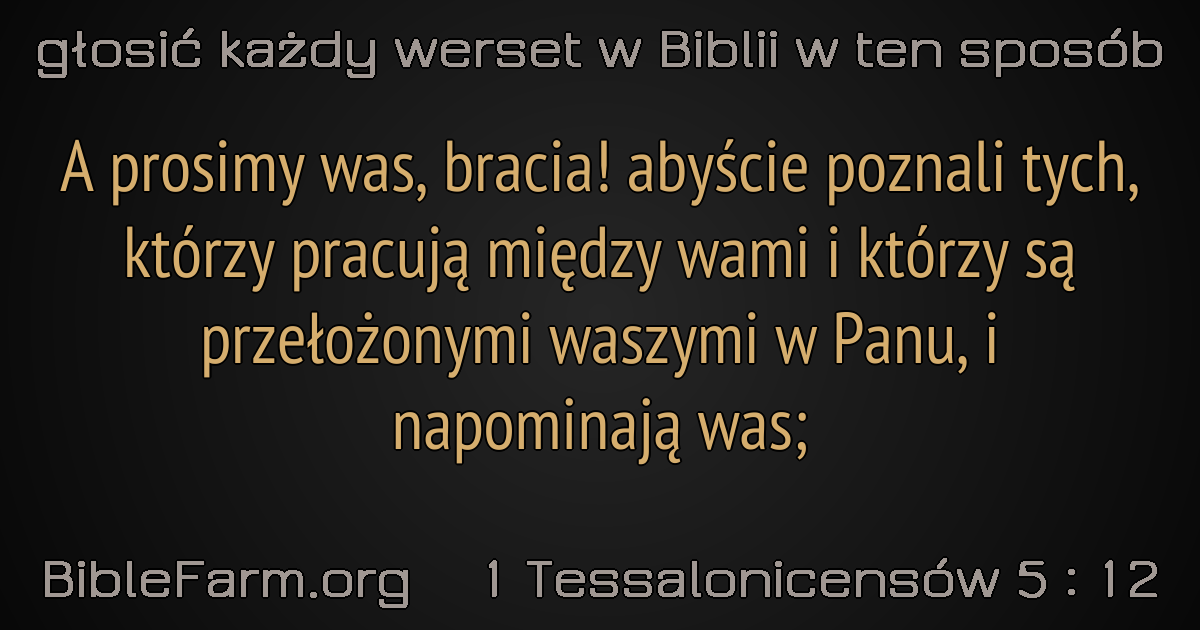 głosić każdy werset w Biblii w ten sposób
A prosimy was, bracia! abyście poznali tych,
którzy pracują między wami i którzy są
przełożonymi waszymi w Panu, i
napominają was;
BibleFarm.org 1 Tessalonicensów 5 : 12